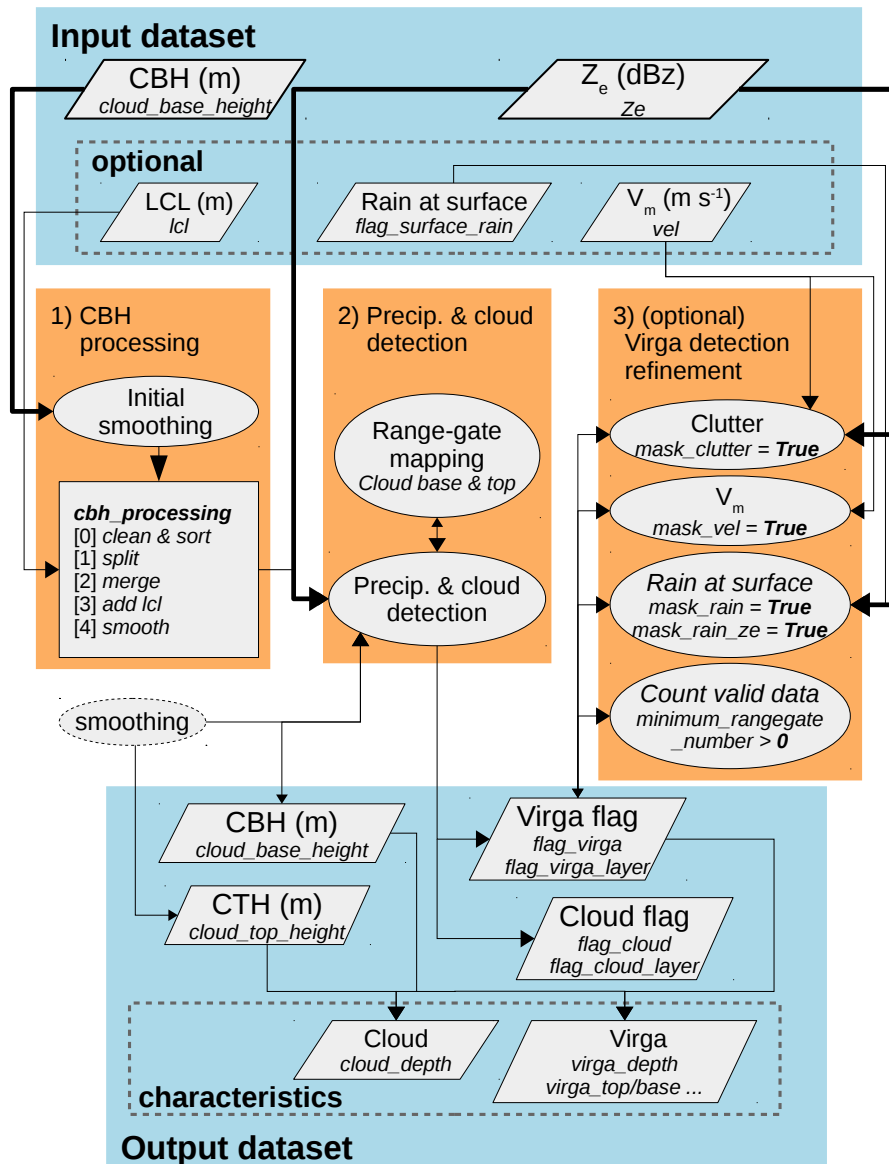 Input dataset
CBH (m)
cloud_base_height
Z_e (dBz)
Ze
optional
LCL (m)
lcl
Rain at surface
flag_surface_rain
V_m (m s⁻¹)
vel
1) CBH
processing
Initial
smoothing
cbh_processing
[0] clean & sort
[1] split
[2] merge
[3] add lcl
[4] smooth
2) Precip. & cloud
detection
Range-gate
mapping
Cloud base & top
Precip. & cloud
detection
3) (optional)
Virga detection
refinement
Clutter
mask_clutter = True
V_m
mask_vel = True
Rain at surface
mask_rain = True
mask_rain_ze = True
Count valid data
minimum_rangegate
_number > 0
smoothing
CBH (m)
cloud_base_height
CTH (m)
cloud_top_height
Virga flag
flag_virga
flag_virga_layer
Cloud flag
flag_cloud
flag_cloud_layer
Cloud
cloud_depth
Virga
virga_depth
virga_top/base ...
characteristics
Output dataset